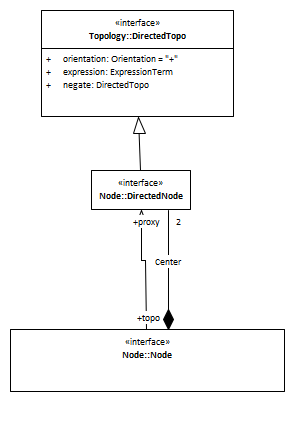 «interface»
Topology::DirectedTopo
+ orientation: Orientation = "+"
+ expression: ExpressionTerm
+ negate: DirectedTopo
«interface»
Node::DirectedNode
+proxy 2
Center
+topo
«interface»
Node::Node